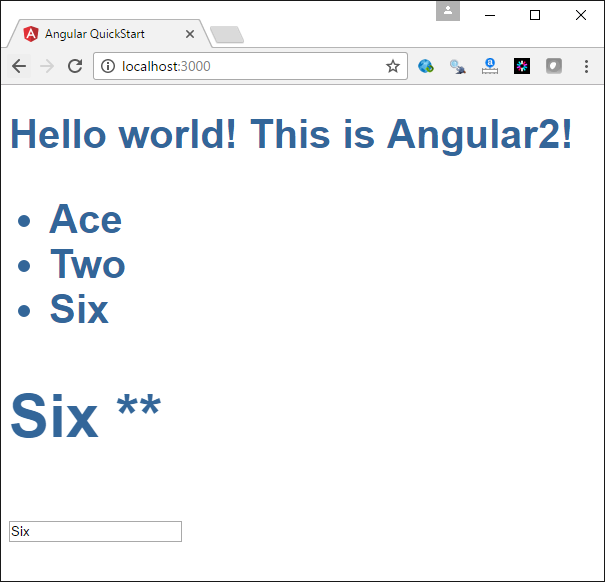 Angular QuickStart
localhost:3000
Hello world! This is Angular2!
Ace
Two
Six
Six **
Six